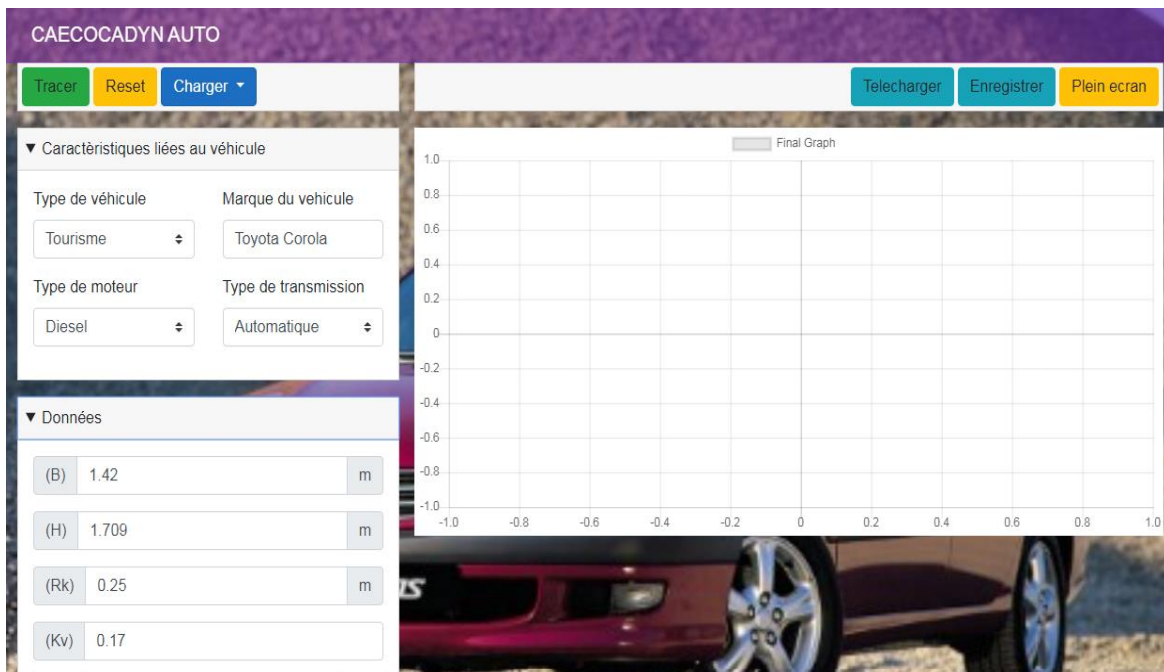 CAECOCADYN AUTO
Tracer Reset Charger
Telecharger Enregistrer Plein ecran
▼ Caractèristiques liées au véhicule
Type de véhicule Marque du vehicule
Tourisme Toyota Corola
Type de moteur Type de transmission
Diesel Automatique
▼ Données
(B) 1.42 m
(H) 1.709 m
(Rk) 0.25 m
(Kv) 0.17
Final Graph
1.0
0.8
0.6
0.4
0.2
0
-0.2
-0.4
-0.6
-0.8
-1.0
-1.0 -0.8 -0.6 -0.4 -0.2 0 0.2 0.4 0.6 0.8 1.0